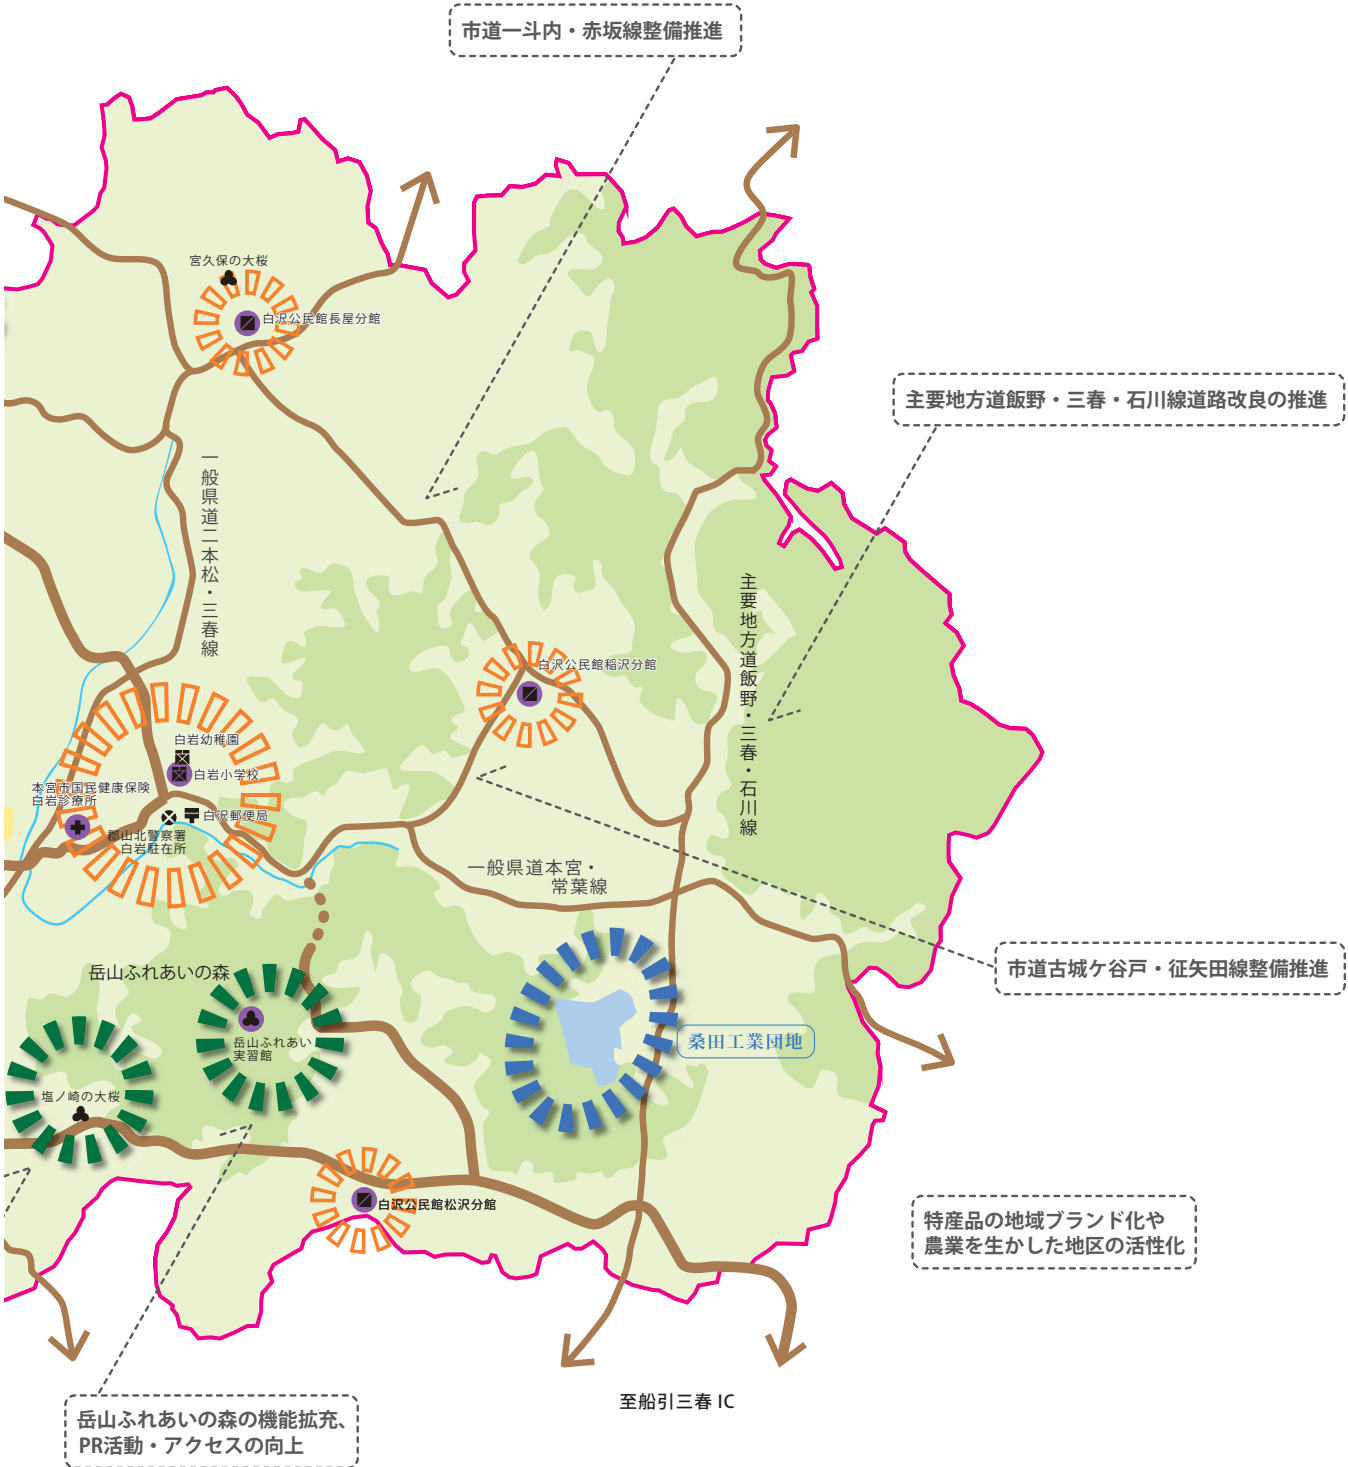 市道一斗内・赤坂線整備推進
宮久保の大桜
白沢公民館長屋分館
主要地方道飯野・三春・石川線道路改良の推進
一般県道二本松・三春線
主要地方道飯野・三春・石川線
白沢公民館稲沢分館
白岩幼稚園
白岩小学校
本宮市国民健康保険
白岩診療所
白沢郵便局
郡山北警察署
白岩駐在所
一般県道本宮・
常葉線
市道古城ケ谷戸・征矢田線整備推進
岳山ふれあいの森
岳山ふれあい
実習館
桑田工業団地
塩ノ崎の大桜
白沢公民館松沢分館
特産品の地域ブランド化や
農業を生かした地区の活性化
至船引三春 IC
岳山ふれあいの森の機能拡充、
PR活動・アクセスの向上